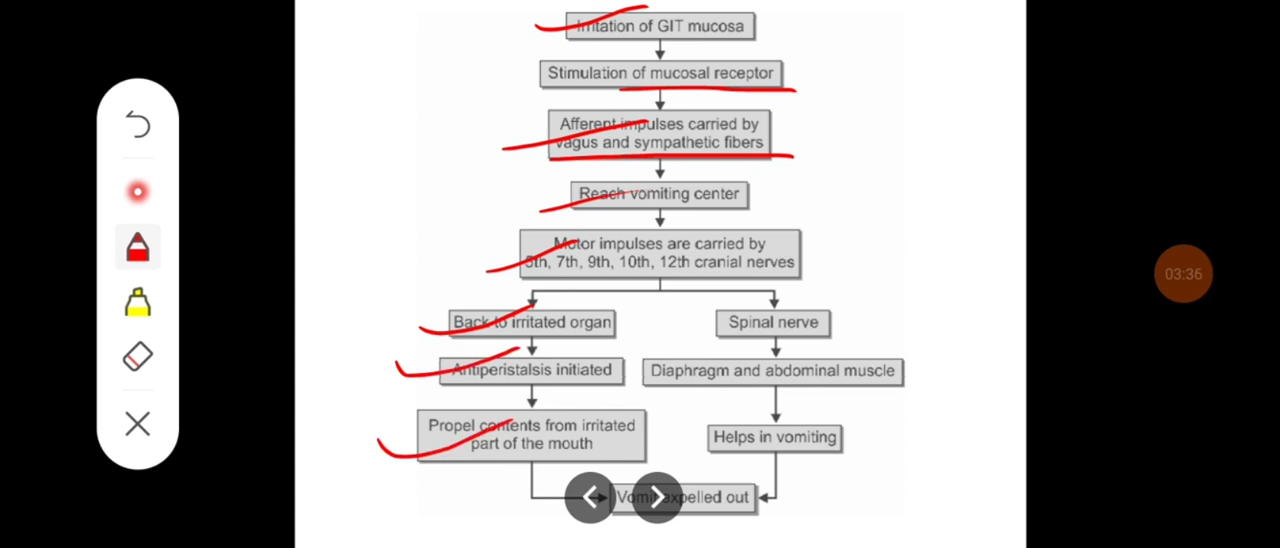 Irritation of GIT mucosa
Stimulation of mucosal receptor
Afferent impulses carried by
vagus and sympathetic fibers
Reach vomiting center
Motor impulses are carried by
5th, 7th, 9th, 10th, 12th cranial nerves
Back to irritated organ
Spinal nerve
Antiperistalsis initiated
Diaphragm and abdominal muscle
Propel contents from irritated
part of the mouth
Helps in vomiting
Vomit expelled out
03:36